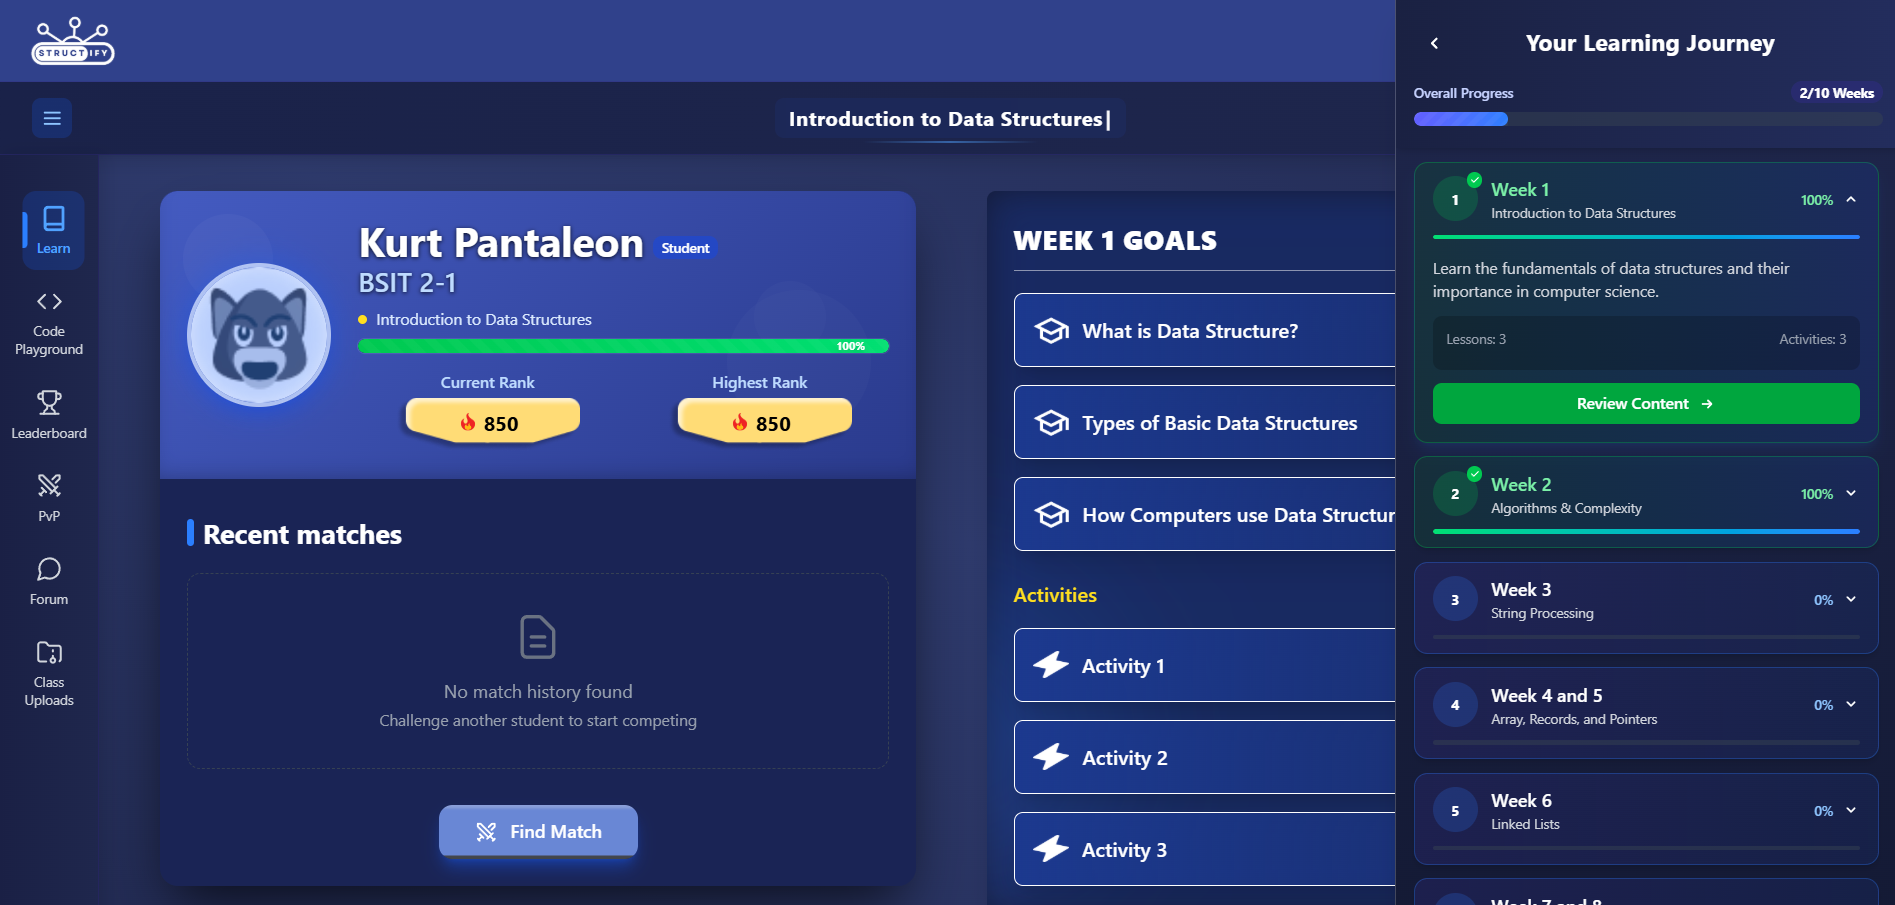 STRUCTIFY
Introduction to Data Structures|
Learn
Code
Playground
Leaderboard
PvP
Forum
Class
Uploads
Kurt Pantaleon Student
BSIT 2-1
Introduction to Data Structures
100%
Current Rank
850
Highest Rank
850
Recent matches
No match history found
Challenge another student to start competing
Find Match
WEEK 1 GOALS
What is Data Structure?
Types of Basic Data Structures
How Computers use Data Structur
Activities
Activity 1
Activity 2
Activity 3
Your Learning Journey
Overall Progress 2/10 Weeks
1 Week 1 100%
Introduction to Data Structures
Learn the fundamentals of data structures and their
importance in computer science.
Lessons: 3 Activities: 3
Review Content →
2 Week 2 100%
Algorithms & Complexity
3 Week 3 0%
String Processing
4 Week 4 and 5 0%
Array, Records, and Pointers
5 Week 6 0%
Linked Lists
Week 7 and 8